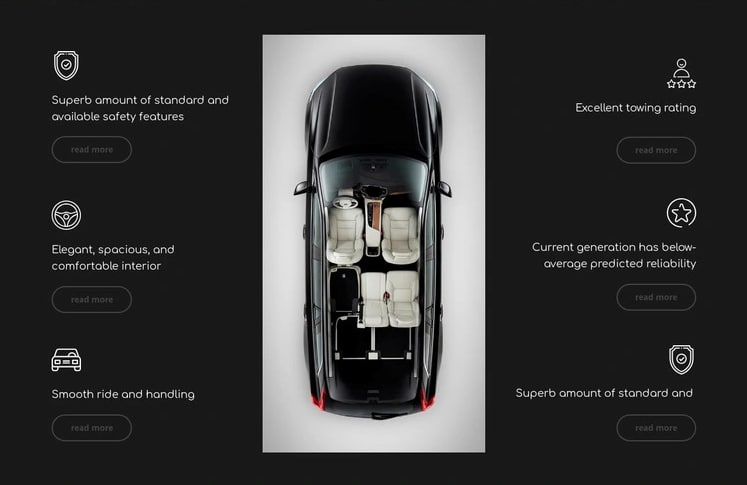 Superb amount of standard and
available safety features
read more
Elegant, spacious, and
comfortable interior
read more
Smooth ride and handling
read more
Excellent towing rating
read more
Current generation has below-
average predicted reliability
read more
Superb amount of standard and
read more